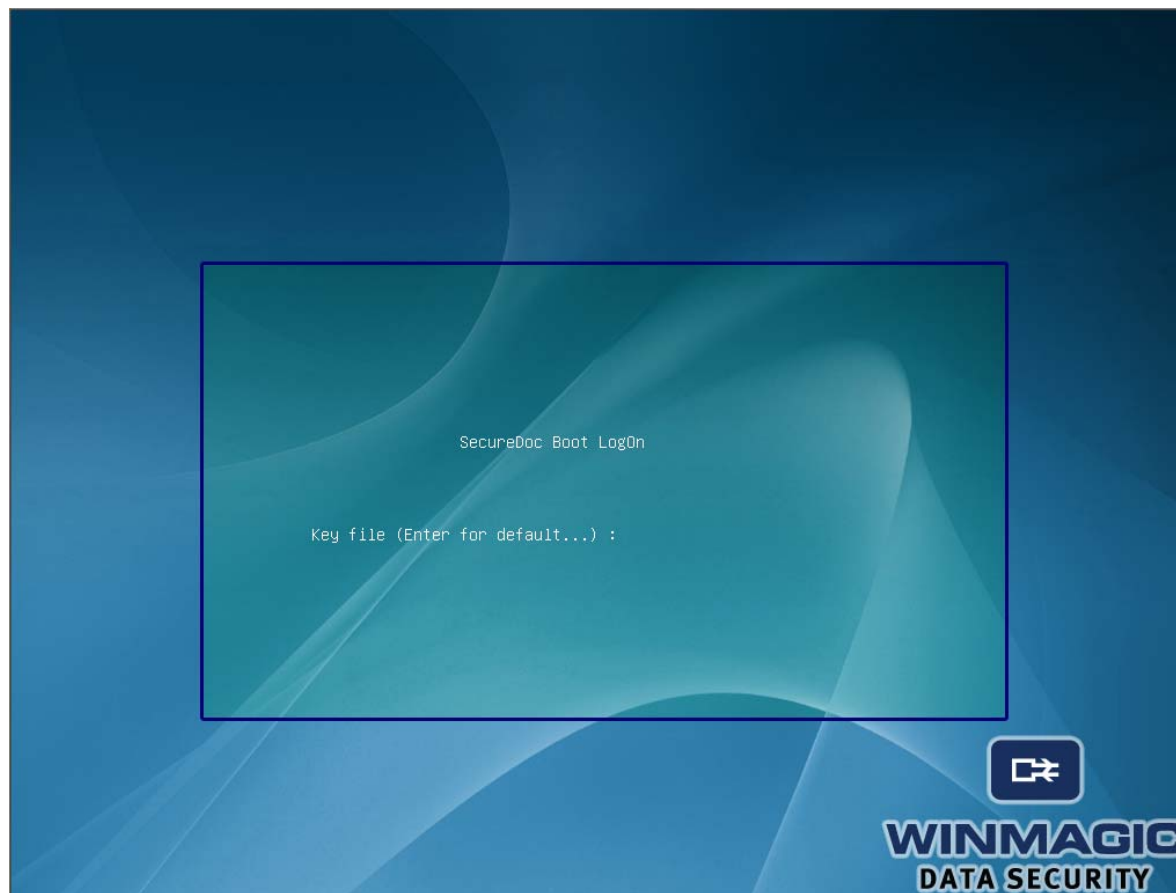 SecureDoc Boot LogOn
Key file (Enter for default...) :
WINMAGIC
DATA SECURITY